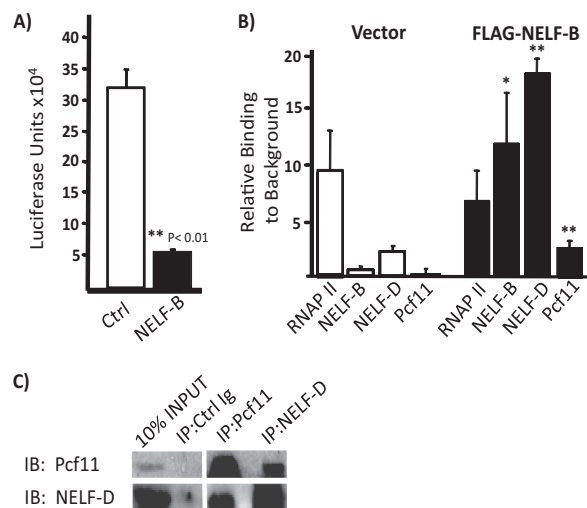 A)
Luciferase Units x10⁴
40
35
30
25
20
15
10
5
** P< 0.01
Ctrl
NELF-B
B)
Vector
FLAG-NELF-B
Relative Binding
to Background
20
15
10
5
*
**
**
RNAP II
NELF-B
NELF-D
Pcf11
RNAP II
NELF-B
NELF-D
Pcf11
C)
10% INPUT
IP:Ctrl Ig
IP:Pcf11
IP:NELF-D
IB: Pcf11
IB: NELF-D